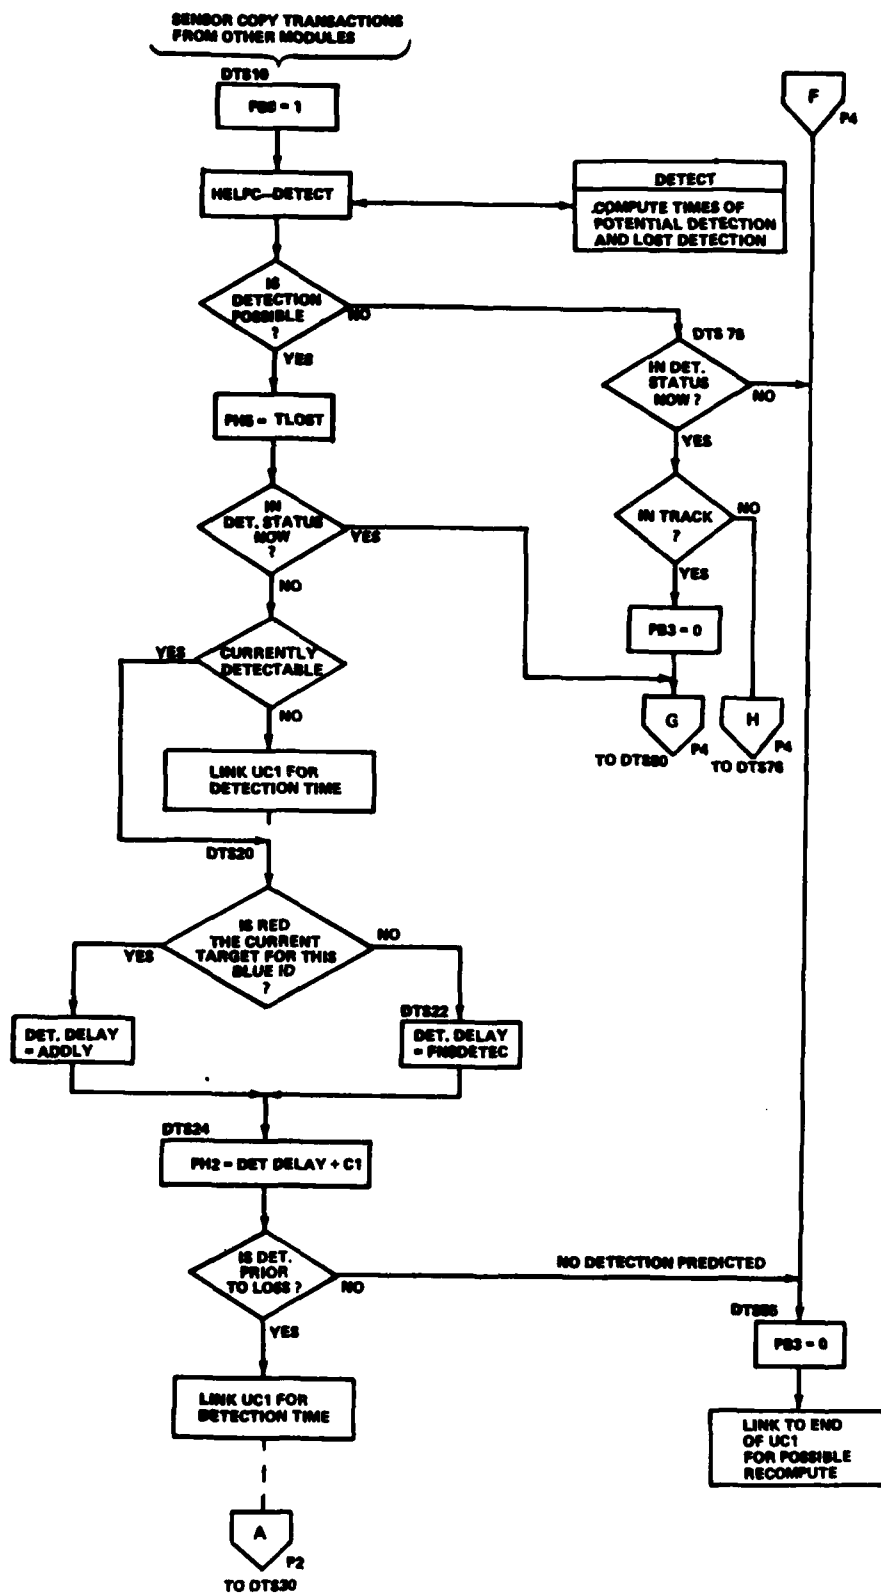 SENSOR COPY TRANSACTIONS
FROM OTHER MODULES
DTS10
= 1
F
P4
HELPC-DETECT
DETECT
.COMPUTE TIMES OF
POTENTIAL DETECTION
AND LOST DETECTION
IS
DETECTION
POSSIBLE
?
NO
YES
DTS 75
IN DET.
STATUS
NOW ?
NO
YES
PH5 = TLOST
IN
DET. STATUS
NOW
?
YES
NO
IN TRACK
?
NO
YES
PB3 = 0
CURRENTLY
DETECTABLE
YES
NO
G
P4
TO DTS80
H
P4
TO DTS76
LINK UC1 FOR
DETECTION TIME
DTS20
IS RED
THE CURRENT
TARGET FOR THIS
BLUE ID
?
YES
NO
DET. DELAY
= ADDLY
DTS22
DET. DELAY
= FNSDETEC
DTS24
PH2 = DET DELAY + C1
IS DET.
PRIOR
TO LOSS ?
NO
NO DETECTION PREDICTED
YES
PB3 = 0
LINK UC1 FOR
DETECTION TIME
LINK TO END
OF UC1
FOR POSSIBLE
RECOMPUTE
A
P2
TO DTS30